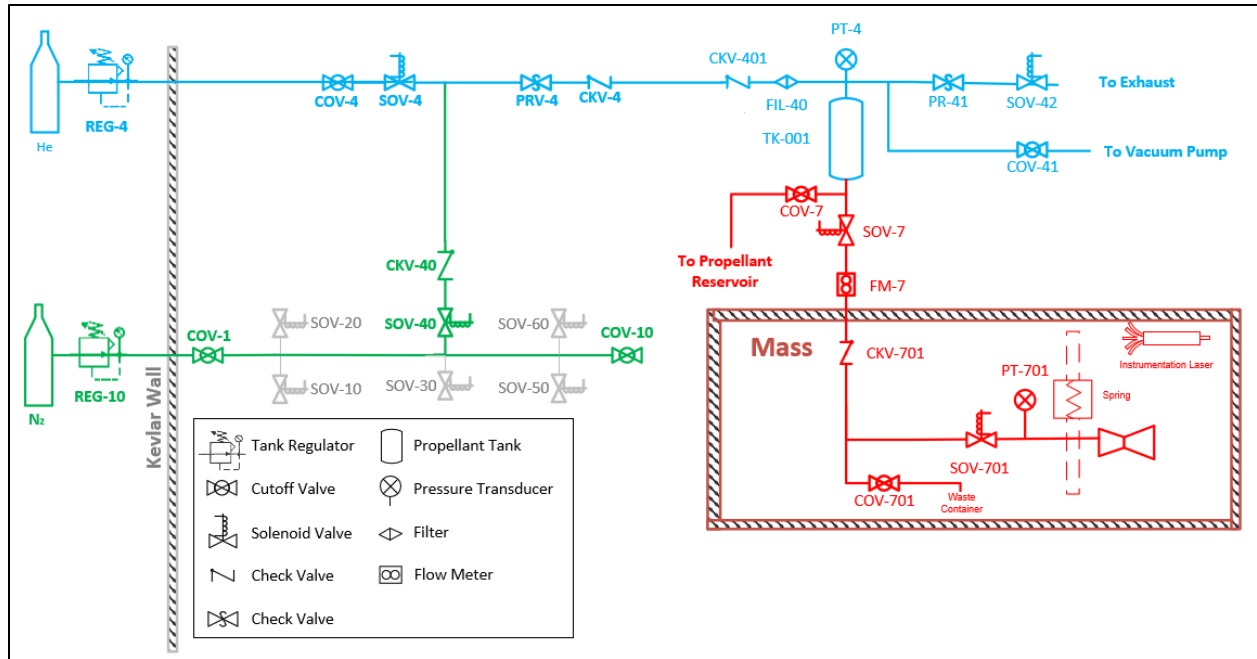 PT-4
CKV-401
To Exhaust
COV-4
SOV-4
PRV-4
CKV-4
FIL-40
PR-41
SOV-42
REG-4
He
TK-001
To Vacuum Pump
COV-41
COV-7
SOV-7
To Propellant
Reservoir
CKV-40
FM-7
SOV-20
SOV-40
SOV-60
COV-10
COV-1
Mass
CKV-701
Instrumentation Laser
PT-701
Spring
REG-10
SOV-10
SOV-30
SOV-50
N₂
Kevlar Wall
SOV-701
COV-701
Waste
Container
Tank Regulator
Propellant Tank
Cutoff Valve
Pressure Transducer
Solenoid Valve
Filter
Check Valve
Flow Meter
Check Valve